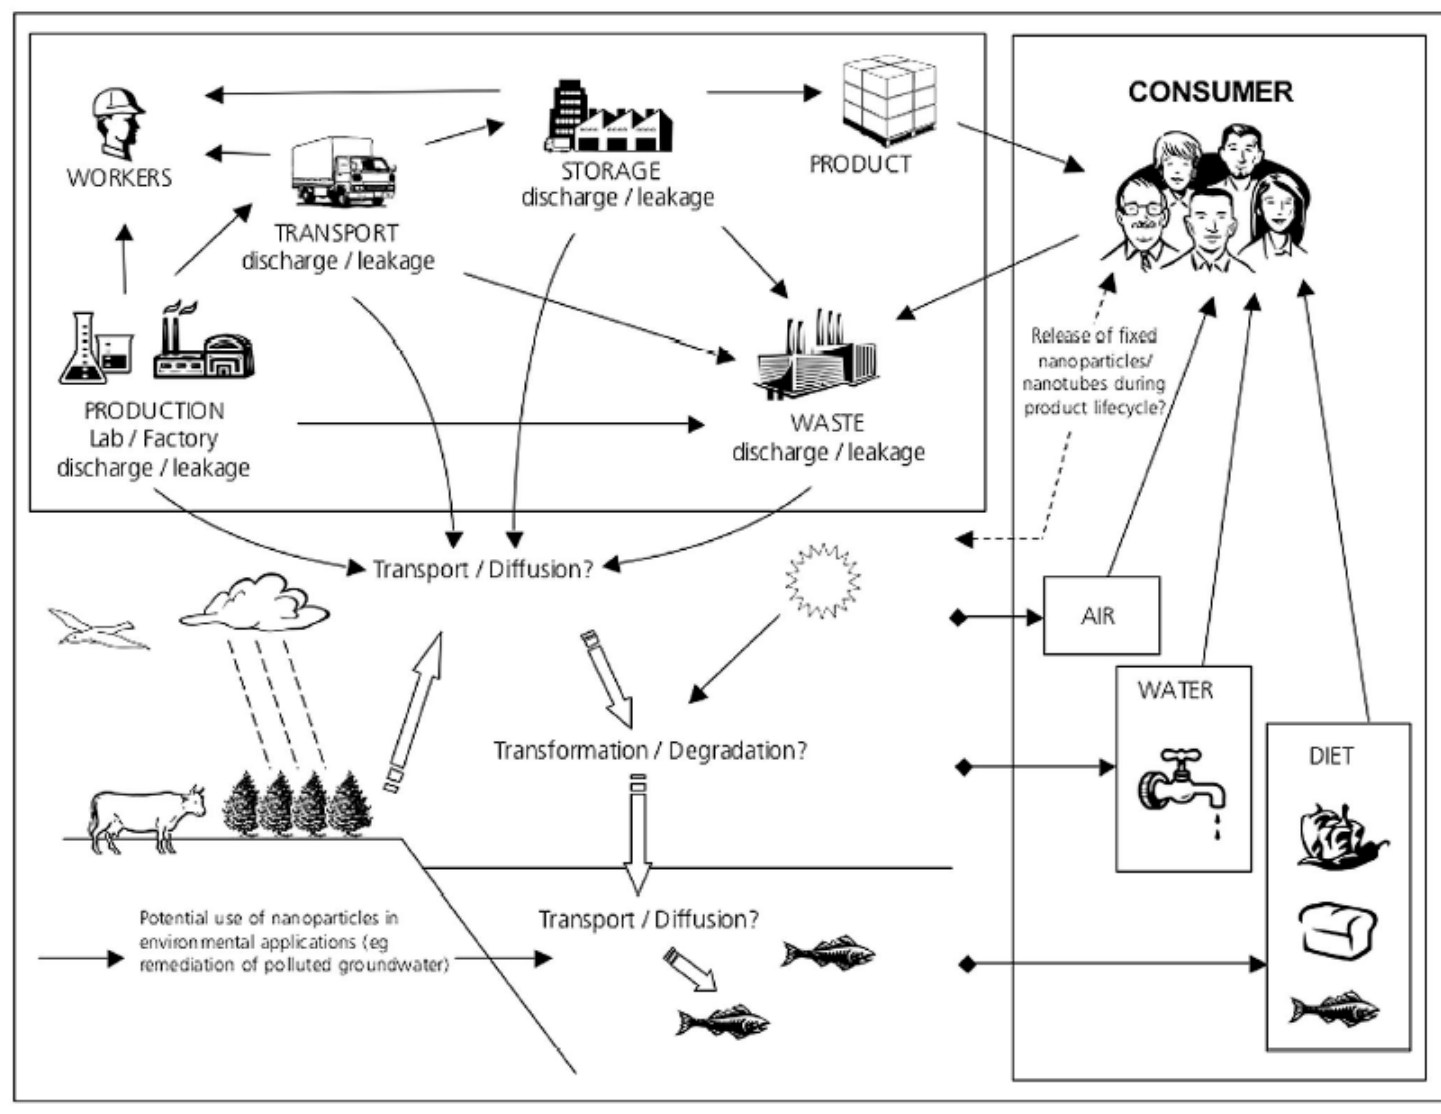 CONSUMER
WORKERS
TRANSPORT
discharge / leakage
STORAGE
discharge / leakage
PRODUCT
PRODUCTION
Lab / Factory
discharge / leakage
WASTE
discharge / leakage
Release of fixed
nanoparticles/
nanotubes during
product lifecycle?
Transport / Diffusion?
AIR
WATER
Transformation / Degradation?
DIET
Potential use of nanoparticles in
environmental applications (eg
remediation of polluted groundwater)
Transport / Diffusion?